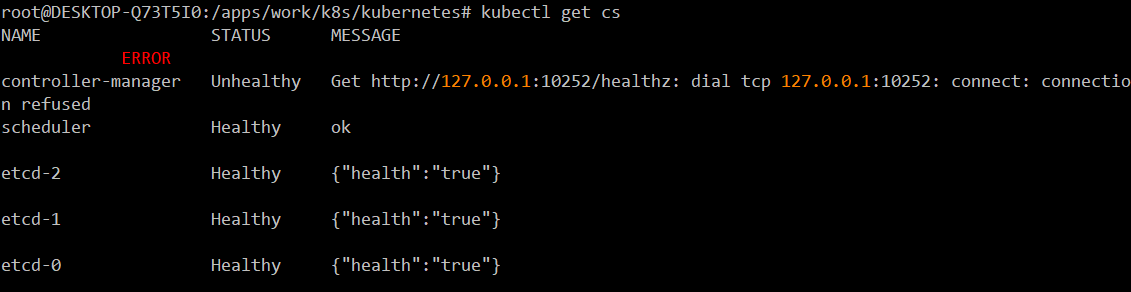 root@DESKTOP-Q73T5I0:/apps/work/k8s/kubernetes# kubectl get cs
NAME STATUS MESSAGE
ERROR
controller-manager Unhealthy Get http://127.0.0.1:10252/healthz: dial tcp 127.0.0.1:10252: connect: connectio
n refused
scheduler Healthy ok
etcd-2 Healthy {"health":"true"}
etcd-1 Healthy {"health":"true"}
etcd-0 Healthy {"health":"true"}